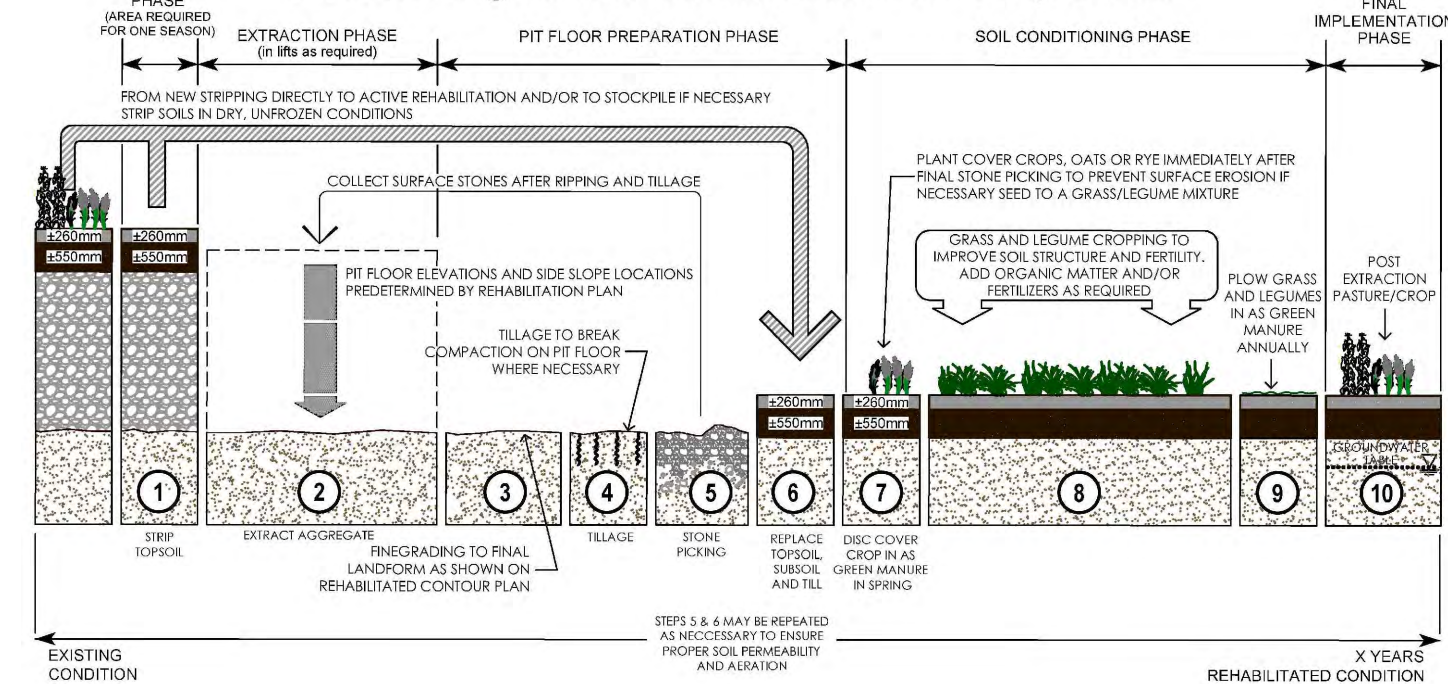 PHASE
(AREA REQUIRED
FOR ONE SEASON)
EXTRACTION PHASE
(in lifts as required)
PIT FLOOR PREPARATION PHASE
SOIL CONDITIONING PHASE
FINAL
IMPLEMENTATION
PHASE
FROM NEW STRIPPING DIRECTLY TO ACTIVE REHABILITATION AND/OR TO STOCKPILE IF NECESSARY
STRIP SOILS IN DRY, UNFROZEN CONDITIONS
COLLECT SURFACE STONES AFTER RIPPING AND TILLAGE
PLANT COVER CROPS, OATS OR RYE IMMEDIATELY AFTER
FINAL STONE PICKING TO PREVENT SURFACE EROSION IF
NECESSARY SEED TO A GRASS/LEGUME MIXTURE
±260mm
±550mm
±260mm
±550mm
PIT FLOOR ELEVATIONS AND SIDE SLOPE LOCATIONS
PREDETERMINED BY REHABILITATION PLAN
TILLAGE TO BREAK
COMPACTION ON PIT FLOOR
WHERE NECESSARY
GRASS AND LEGUME CROPPING TO
IMPROVE SOIL STRUCTURE AND FERTILITY.
ADD ORGANIC MATTER AND/OR
FERTILIZERS AS REQUIRED
PLOW GRASS
AND LEGUMES
IN AS GREEN
MANURE
ANNUALLY
POST
EXTRACTION
PASTURE/CROP
±260mm
±550mm
±260mm
±550mm
GROUNDWATER
TABLE
1
2
3
4
5
6
7
8
9
10
STRIP
TOPSOIL
EXTRACT AGGREGATE
FINEGRADING TO FINAL
LANDFORM AS SHOWN ON
REHABILITATED CONTOUR PLAN
TILLAGE
STONE
PICKING
REPLACE
TOPSOIL,
SUBSOIL
AND TILL
DISC COVER
CROP IN AS
GREEN MANURE
IN SPRING
STEPS 5 & 6 MAY BE REPEATED
AS NECCESSARY TO ENSURE
PROPER SOIL PERMEABILITY
AND AERATION
EXISTING
CONDITION
X YEARS
REHABILITATED CONDITION